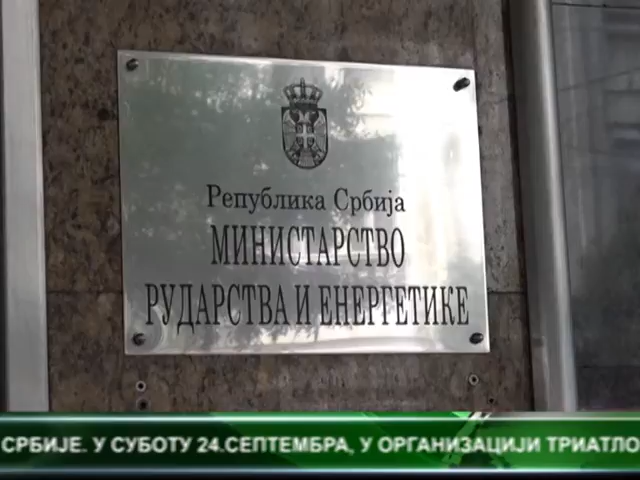 Република Србија
МИНИСТАРСТВО
РУДАРСТВА И ЕНЕРГЕТИКЕ
СРБИЈЕ. У СУБОТУ 24.СЕПТЕМБРА, У ОРГАНИЗАЦИЈИ ТРИАТЛО